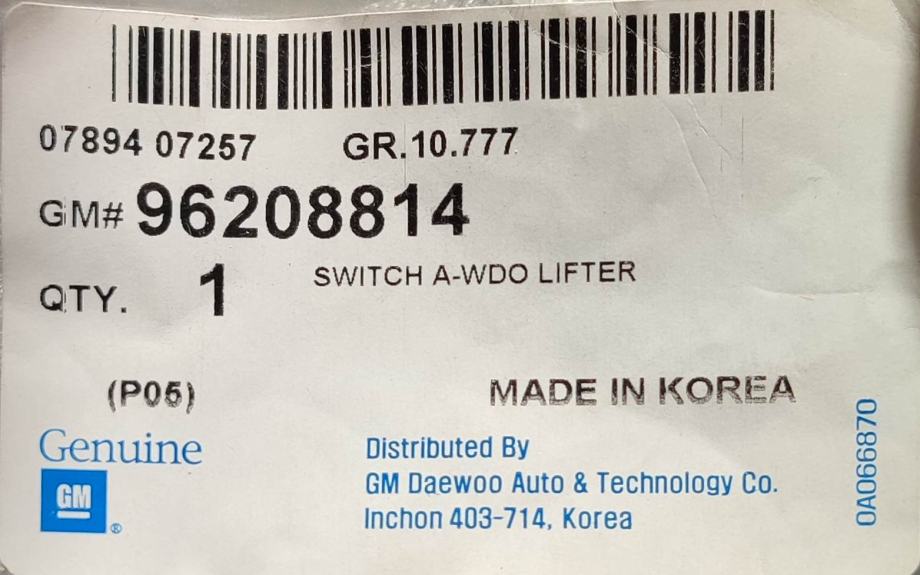 07894 07257 GR.10.777
GM# 96208814
QTY. 1 SWITCH A-WDO LIFTER
(P05) MADE IN KOREA
Genuine
GM ®
Distributed By
GM Daewoo Auto & Technology Co.
Inchon 403-714, Korea
0A066870